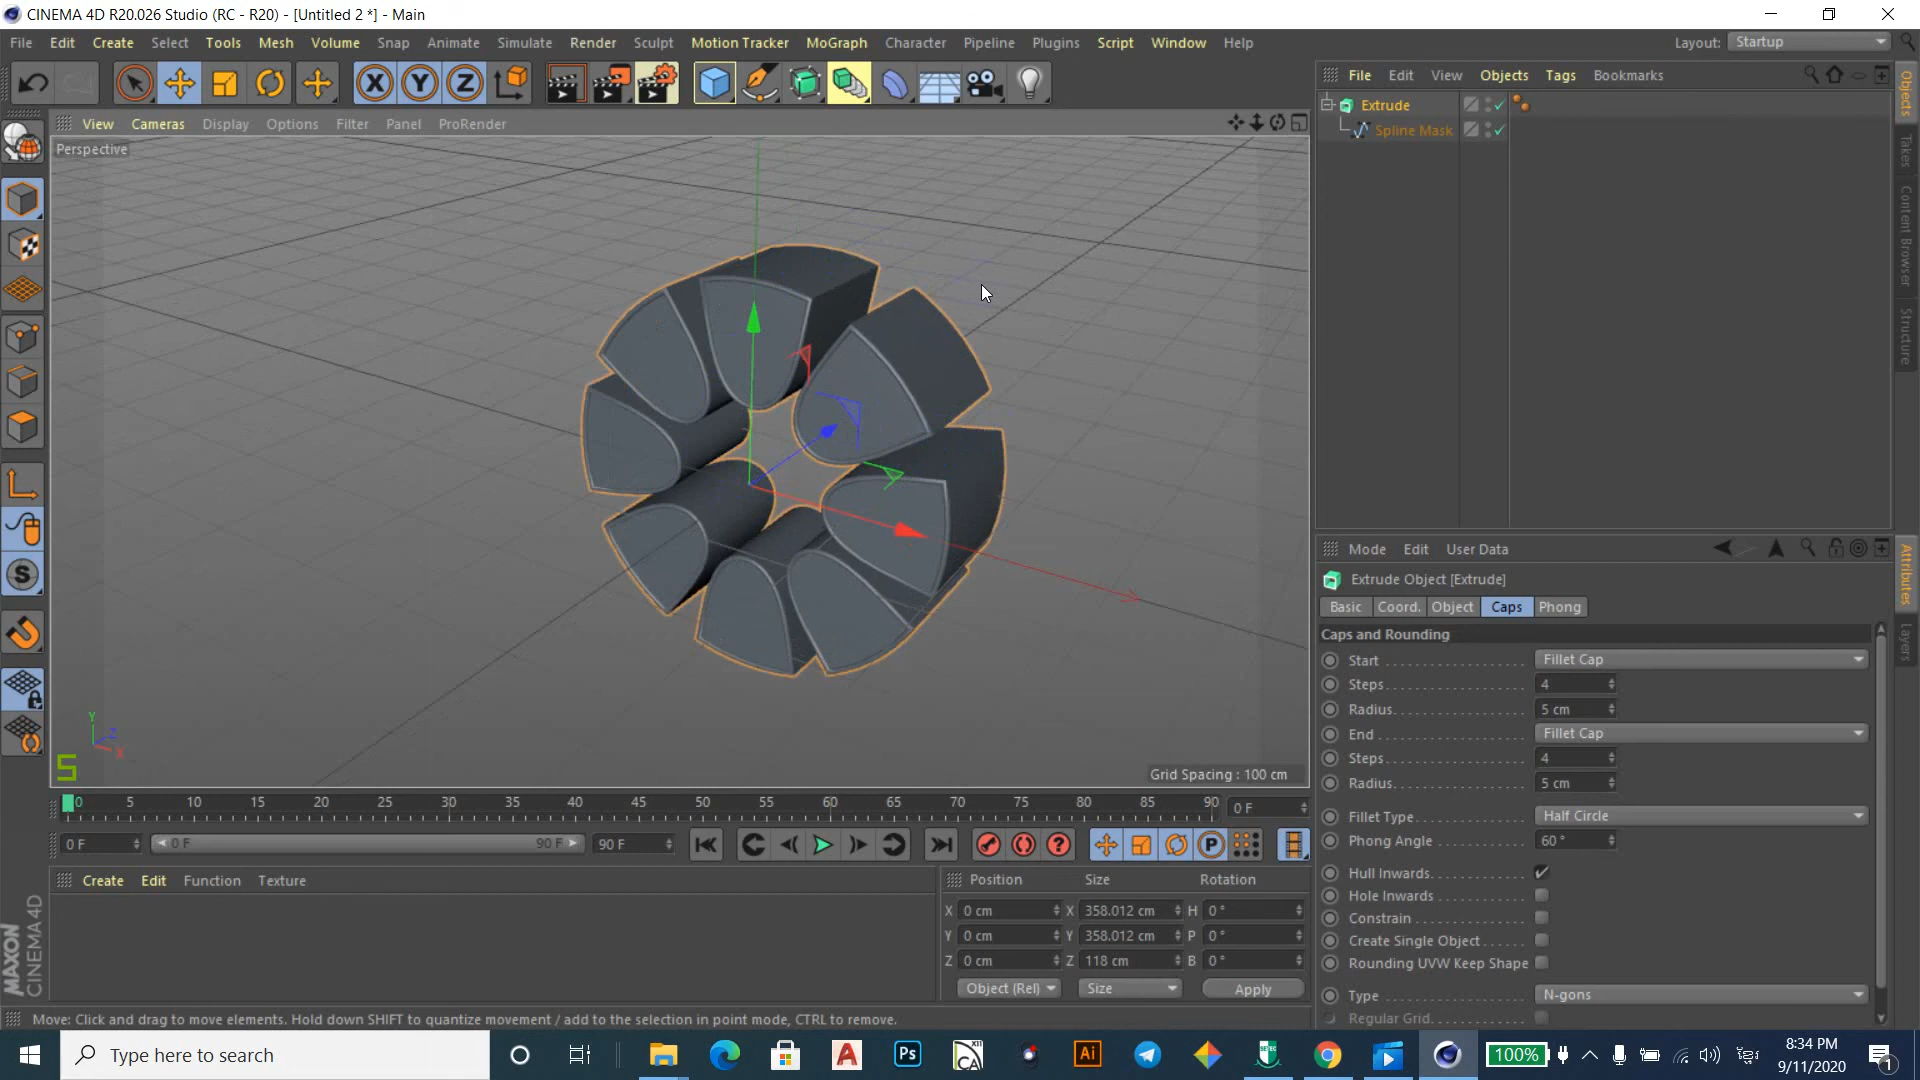 CINEMA 4D R20.026 Studio (RC - R20) - [Untitled 2 *] - Main
File Edit Create Select Tools Mesh Volume Snap Animate Simulate Render Sculpt Motion Tracker MoGraph Character Pipeline Plugins Script Window Help Layout: Startup
File Edit View Objects Tags Bookmarks
View Cameras Display Options Filter Panel ProRender
Perspective
Extrude
Spline Mask
Objects
Takes
Content Browser
Structure
Mode Edit User Data
Attributes
Layers
Extrude Object [Extrude]
Basic Coord. Object Caps Phong
Caps and Rounding
Start Fillet Cap
Steps 4
Radius 5 cm
End Fillet Cap
Steps 4
Radius 5 cm
Fillet Type Half Circle
Phong Angle 60 °
Hull Inwards
Hole Inwards
Constrain
Create Single Object
Rounding UVW Keep Shape
Type N-gons
Regular Grid
Y Z X
S
Grid Spacing : 100 cm
0 5 10 15 20 25 30 35 40 45 50 55 60 65 70 75 80 85 90 0 F
0 F 0 F 90 F 90 F
Create Edit Function Texture
Position Size Rotation
X 0 cm X 358.012 cm H 0 °
Y 0 cm Y 358.012 cm P 0 °
Z 0 cm Z 118 cm B 0 °
Object (Rel) Size Apply
MAXON
CINEMA 4D
Move: Click and drag to move elements. Hold down SHIFT to quantize movement / add to the selection in point mode, CTRL to remove.
Type here to search
Ps
Ai
100%
8:34 PM
9/11/2020
1